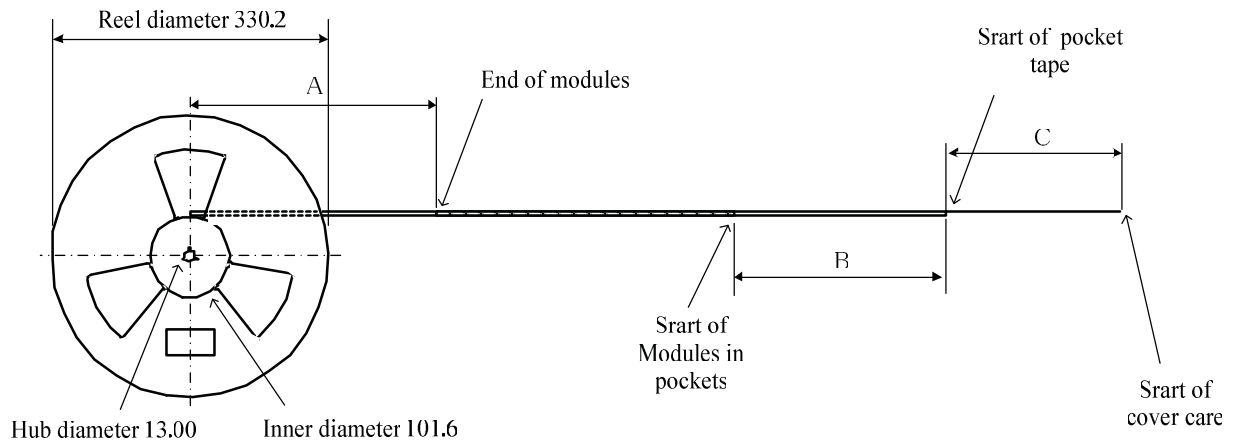 Reel diameter 330.2
A
End of modules
Srart of pocket
tape
C
B
Srart of
Modules in
pockets
Srart of
cover care
Hub diameter 13.00
Inner diameter 101.6